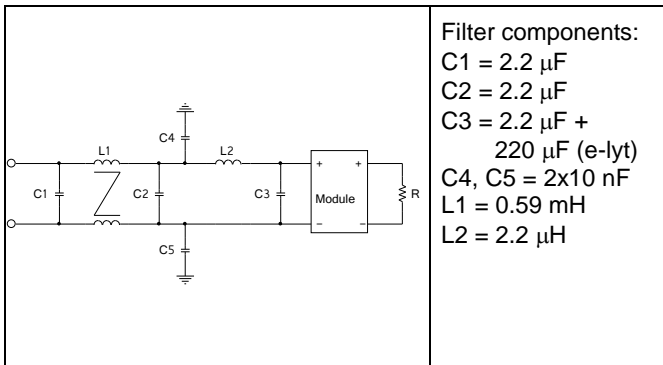 C4
L1
L2
C1
C2
C3
C5
+
+
Module
−
−
R
Filter components:
C1 = 2.2 μF
C2 = 2.2 μF
C3 = 2.2 μF +
220 μF (e-lyt)
C4, C5 = 2x10 nF
L1 = 0.59 mH
L2 = 2.2 μH